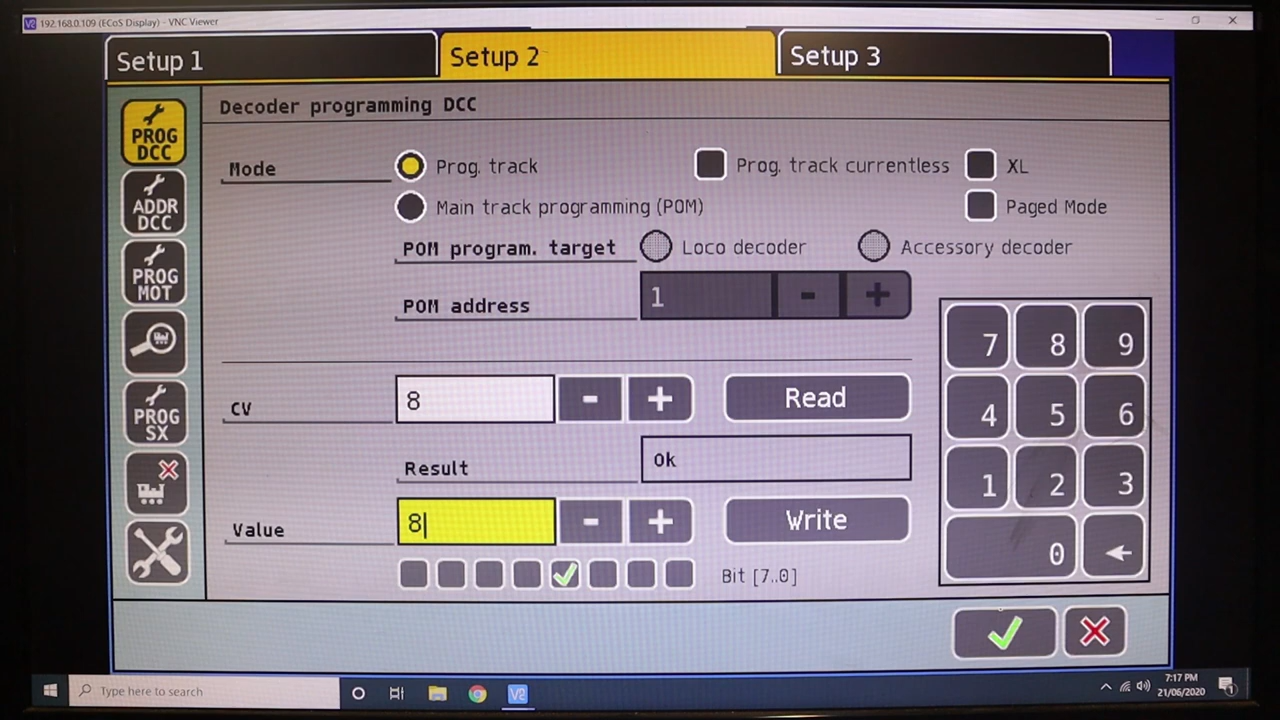 192.168.0.109 (ECoS Display) - VNC Viewer
Setup 1
Setup 2
Setup 3
Decoder programming DCC
PROG
DCC
ADDR
DCC
PROG
MOT
PROG
SX
Mode
Prog. track
Prog. track currentless
XL
Main track programming (POM)
Paged Mode
POM program. target
Loco decoder
Accessory decoder
POM address
1
-
+
CV
8
-
+
Read
Result
Ok
Value
8
-
+
Write
Bit [7..0]
7 8 9
4 5 6
1 2 3
0
Type here to search
7:17 PM
21/06/2020